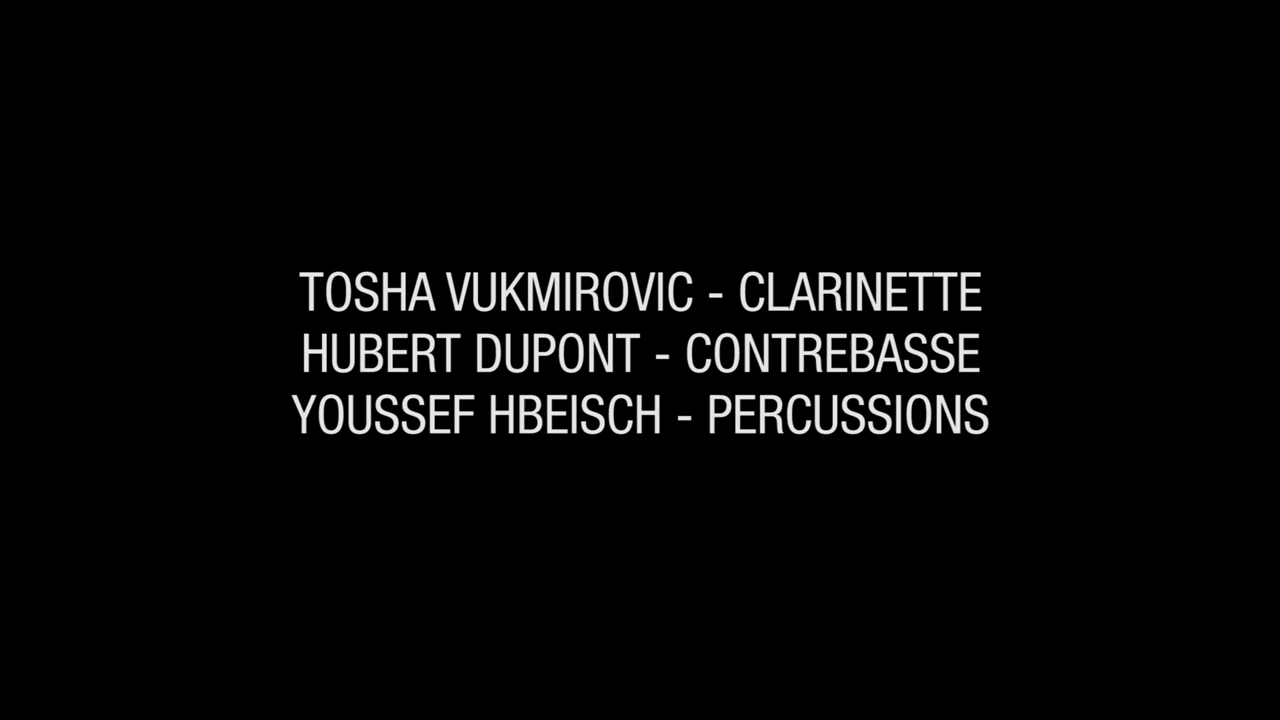 TOSHA VUKMIROVIC - CLARINETTE
HUBERT DUPONT - CONTREBASSE
YOUSSEF HBEISCH - PERCUSSIONS